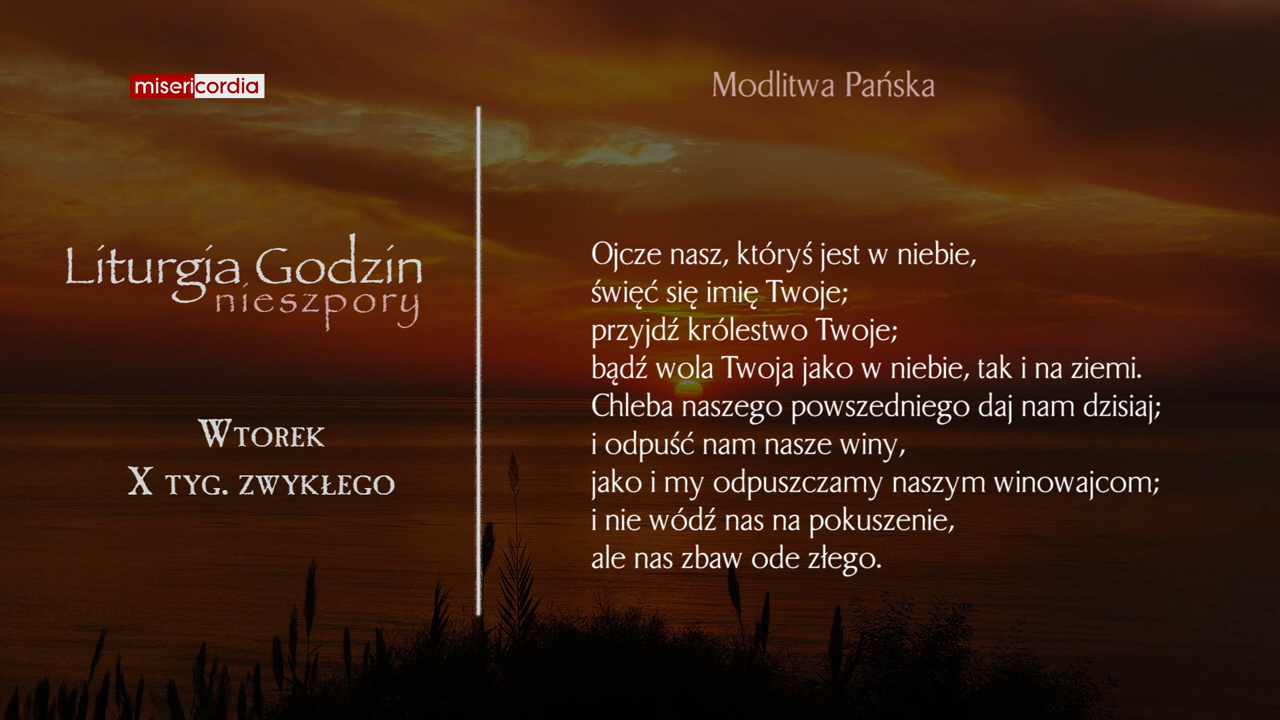 misericordia
Modlitwa Pańska
Liturgia Godzin
nieszpory
Wtorek
X tyg. zwykłego
Ojcze nasz, któryś jest w niebie,
święć się imię Twoje;
przyjdź królestwo Twoje;
bądź wola Twoja jako w niebie, tak i na ziemi.
Chleba naszego powszedniego daj nam dzisiaj;
i odpuść nam nasze winy,
jako i my odpuszczamy naszym winowajcom;
i nie wódź nas na pokuszenie,
ale nas zbaw ode złego.